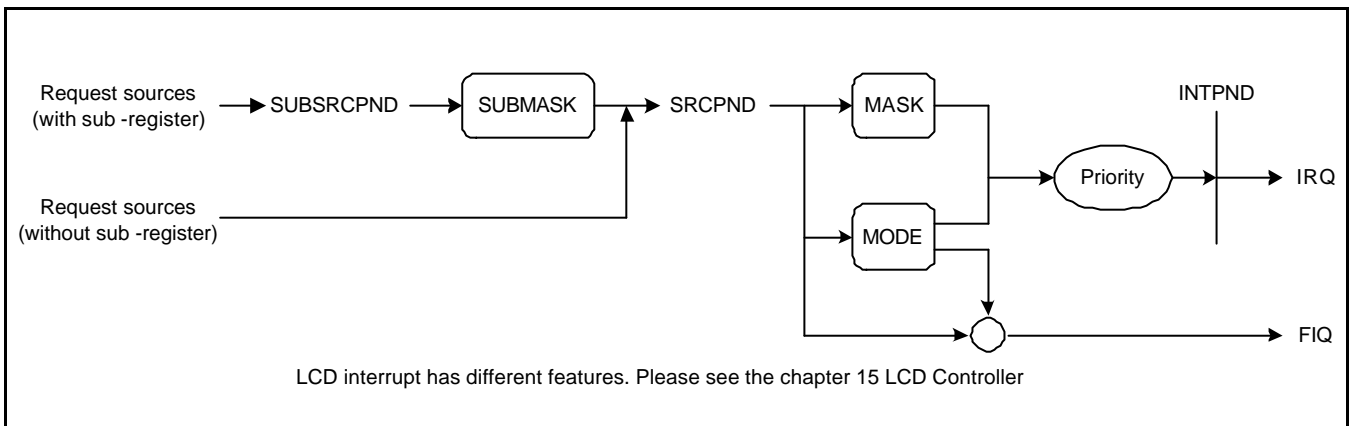 Request sources
(with sub -register)
SUBSRCPND
SUBMASK
SRCPND
MASK
INTPND
Request sources
(without sub -register)
MODE
Priority
IRQ
FIQ
LCD interrupt has different features. Please see the chapter 15 LCD Controller